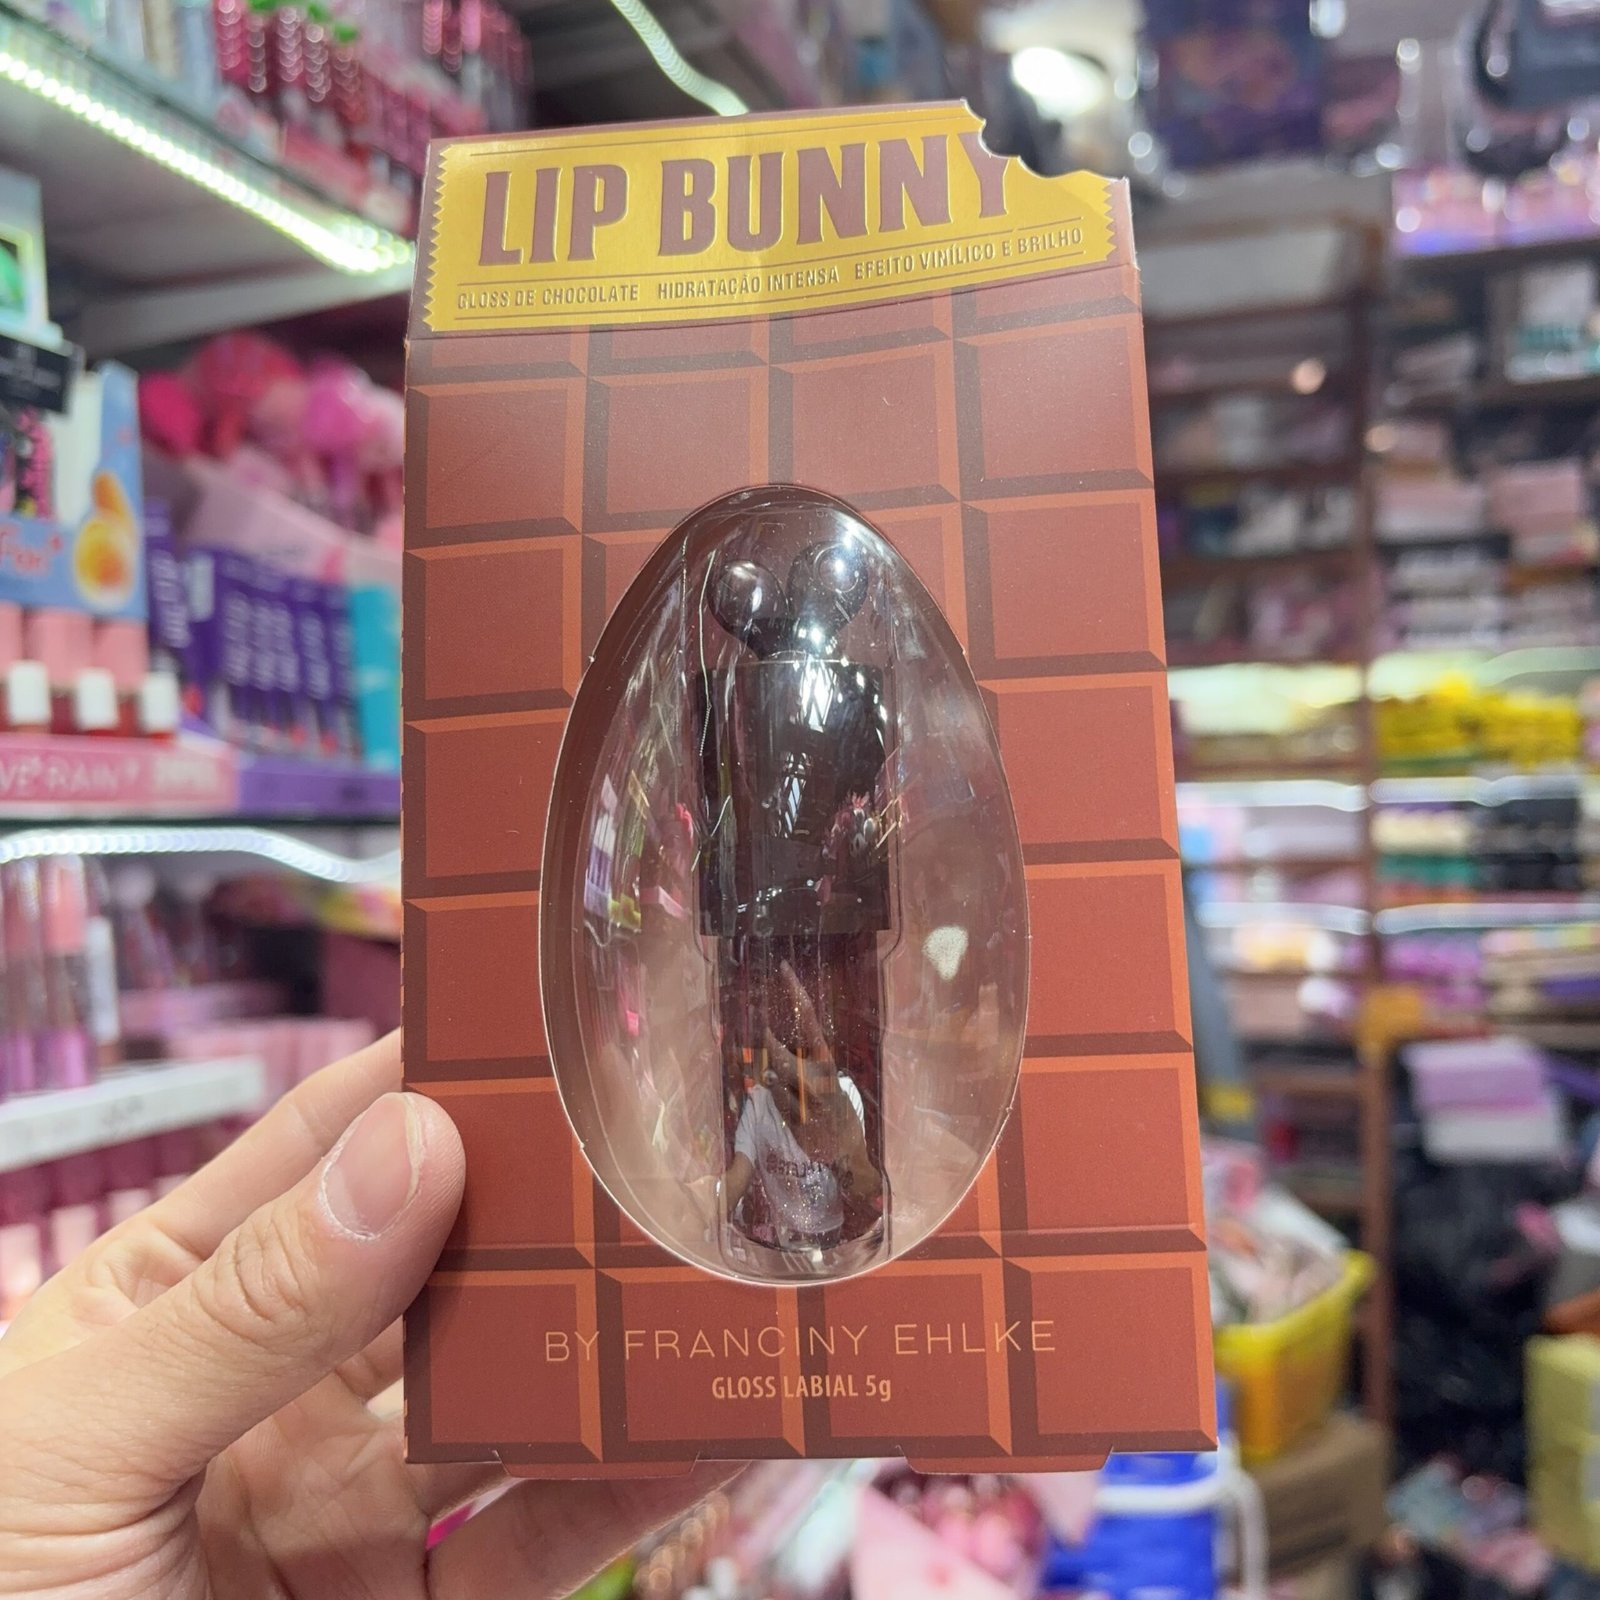 LIP BUNNY
GLOSS DE CHOCOLATE HIDRATAÇÃO INTENSA EFEITO VINÍLICO E BRILHO
BY FRANCINY EHLKE
GLOSS LABIAL 5g